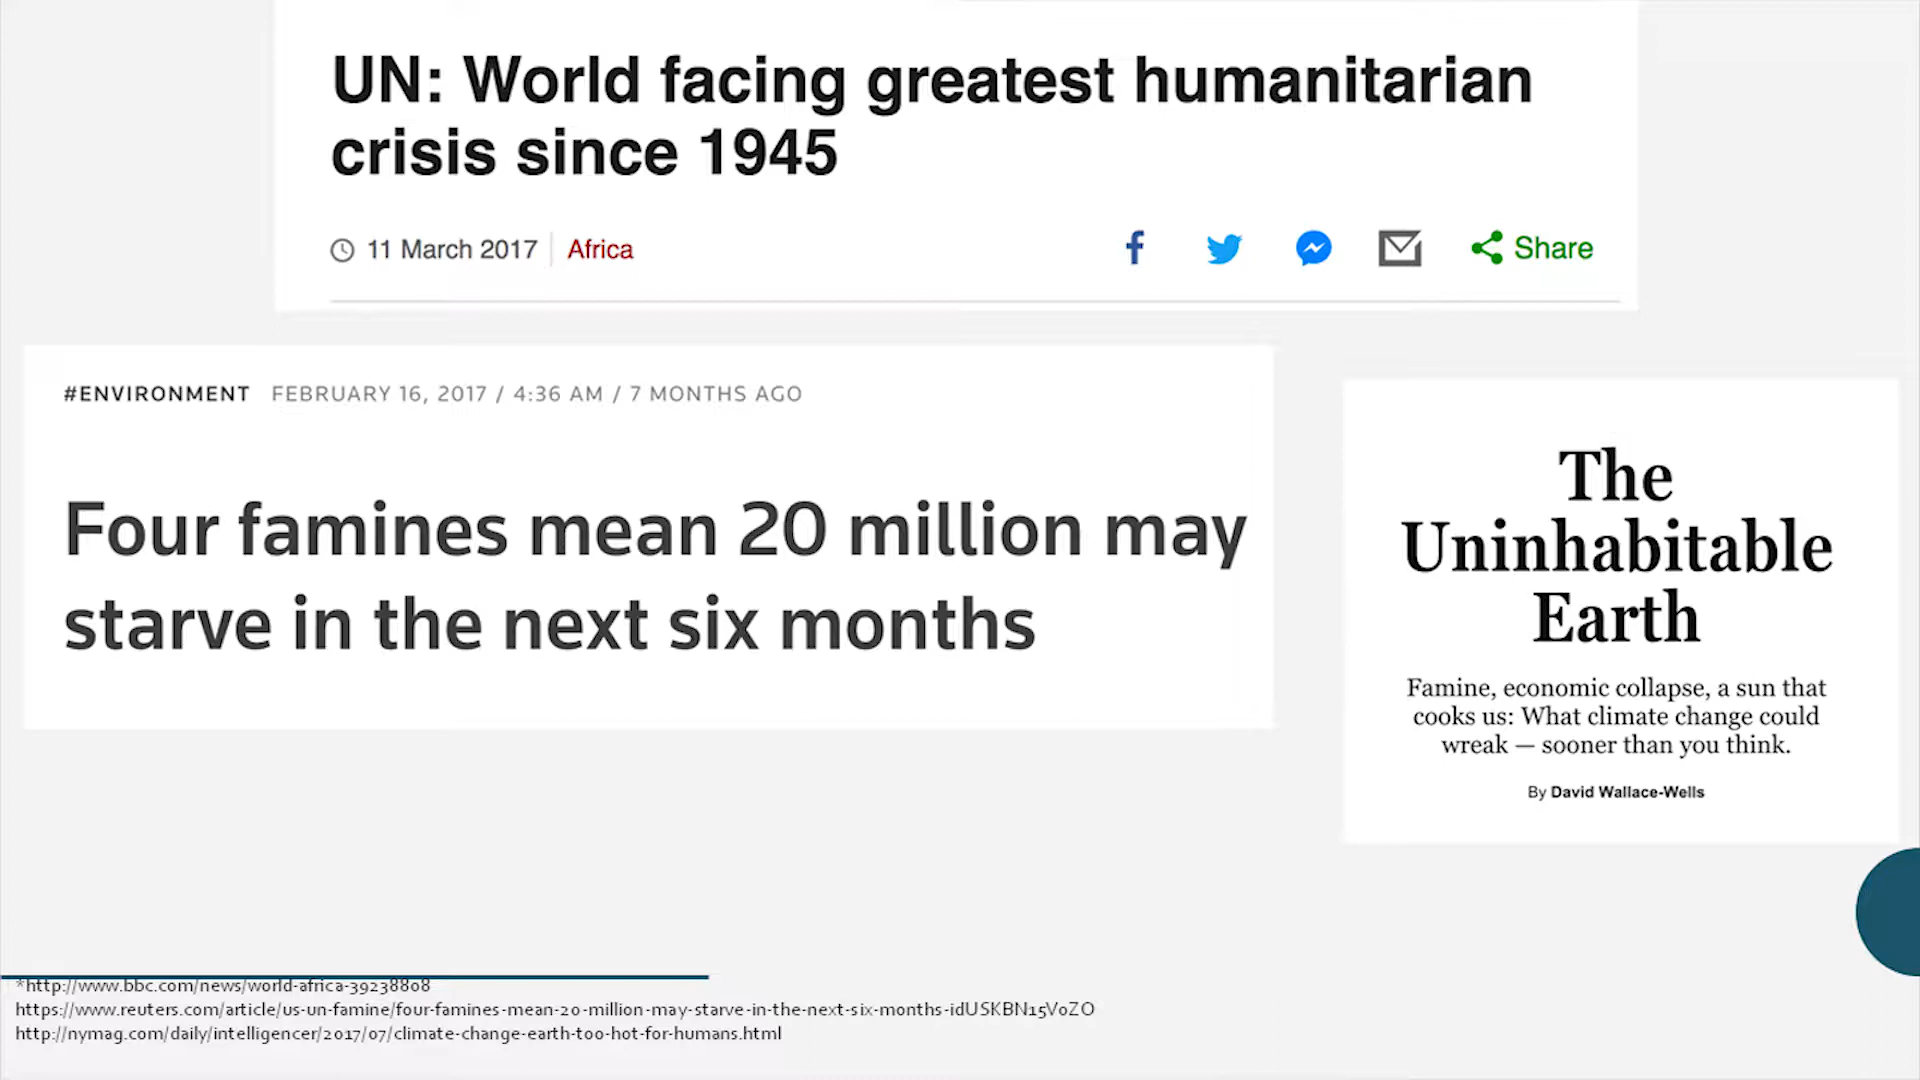 UN: World facing greatest humanitarian
crisis since 1945
11 March 2017 Africa Share
#ENVIRONMENT FEBRUARY 16, 2017 / 4:36 AM / 7 MONTHS AGO
Four famines mean 20 million may
starve in the next six months
The
Uninhabitable
Earth
Famine, economic collapse, a sun that
cooks us: What climate change could
wreak — sooner than you think.
By David Wallace-Wells
*http://www.bbc.com/news/world-africa-39238808
https://www.reuters.com/article/us-un-famine/four-famines-mean-20-million-may-starve-in-the-next-six-months-idUSKBN15V0ZO
http://nymag.com/daily/intelligencer/2017/07/climate-change-earth-too-hot-for-humans.html